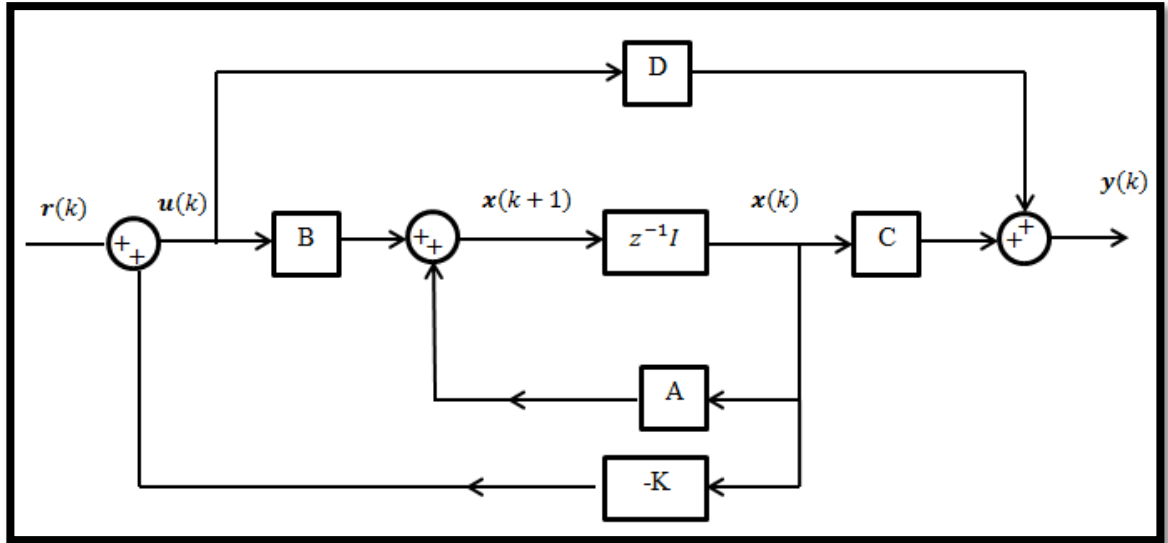 D
r(k)
u(k)
x(k + 1)
x(k)
y(k)
+ +
B
+ +
z⁻¹I
C
+ +
A
-K